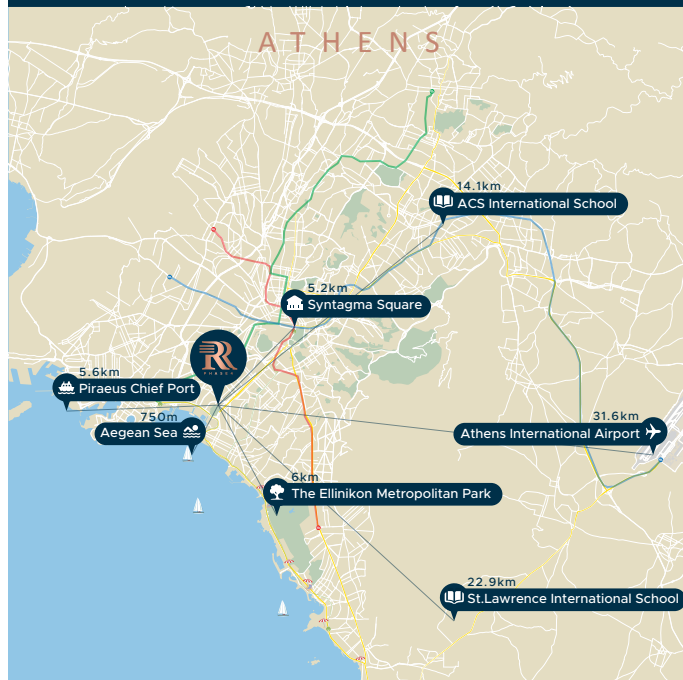 ATHENS
14.1km
ACS International School
5.2km
Syntagma Square
RR
5.6km
Piraeus Chief Port
750m
Aegean Sea
31.6km
Athens International Airport
6km
The Ellinikon Metropolitan Park
22.9km
St.Lawrence International School